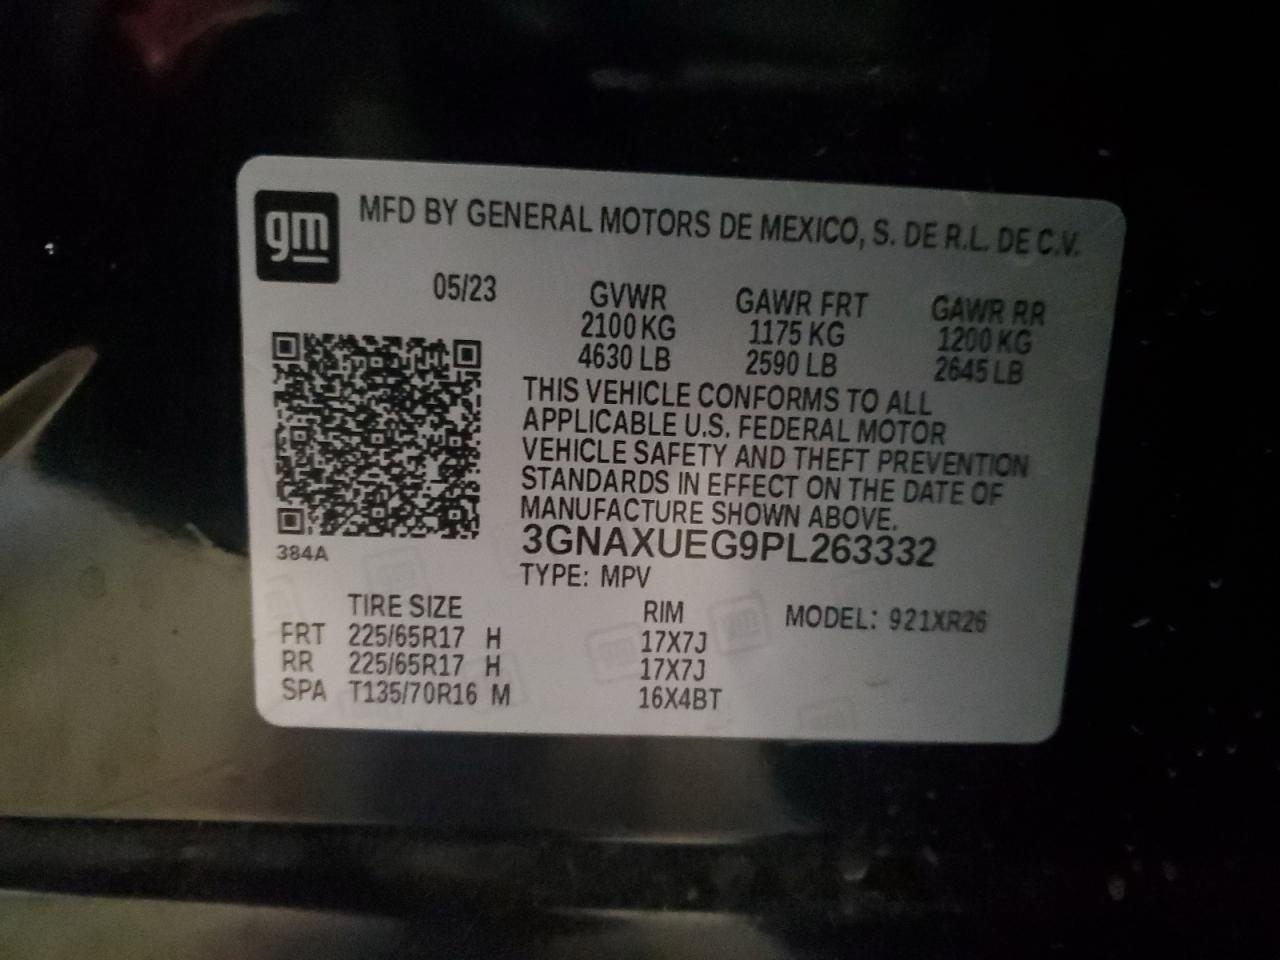 gm
MFD BY GENERAL MOTORS DE MEXICO, S. DE R.L. DE C.V.
05/23 GVWR GAWR FRT GAWR RR
2100 KG 1175 KG 1200 KG
4630 LB 2590 LB 2645 LB
THIS VEHICLE CONFORMS TO ALL
APPLICABLE U.S. FEDERAL MOTOR
VEHICLE SAFETY AND THEFT PREVENTION
STANDARDS IN EFFECT ON THE DATE OF
MANUFACTURE SHOWN ABOVE.
3GNAXUEG9PL263332
384A
TYPE: MPV
TIRE SIZE RIM MODEL: 921XR26
FRT 225/65R17 H 17X7J
RR 225/65R17 H 17X7J
SPA T135/70R16 M 16X4BT